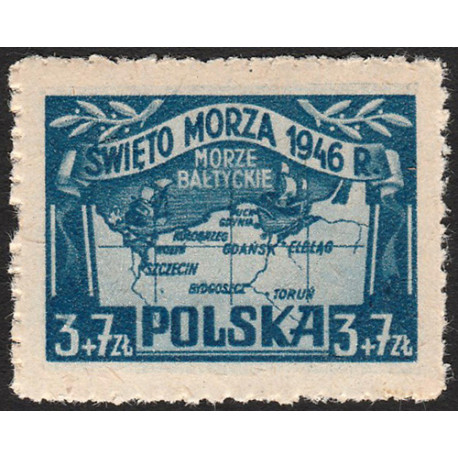 ŚWIĘTO MORZA 1946 R.
MORZE
BAŁTYCKIE
GDYNIA
KOŁOBRZEG
GDAŃSK
ELBLĄG
WOLIN
SZCZECIN
BYDGOSZCZ
TORUŃ
3+7ZŁ POLSKA 3+7ZŁ